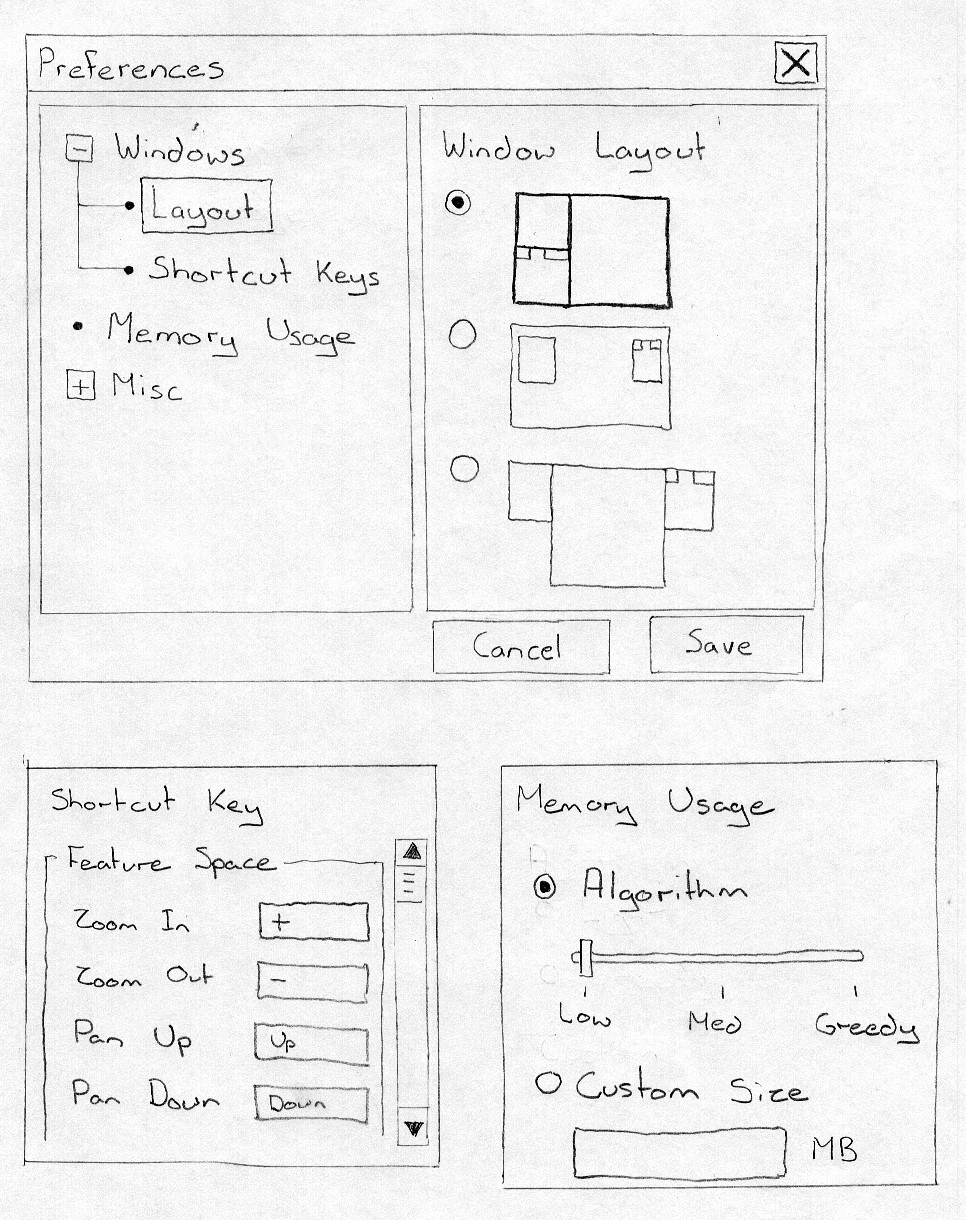 Preferences
Windows
Layout
Shortcut Keys
Memory Usage
Misc
Window Layout
Cancel
Save
Shortcut Key
Feature Space
Zoom In +
Zoom Out -
Pan Up Up
Pan Down Down
Memory Usage
Algorithm
Low Med Greedy
Custom Size
MB